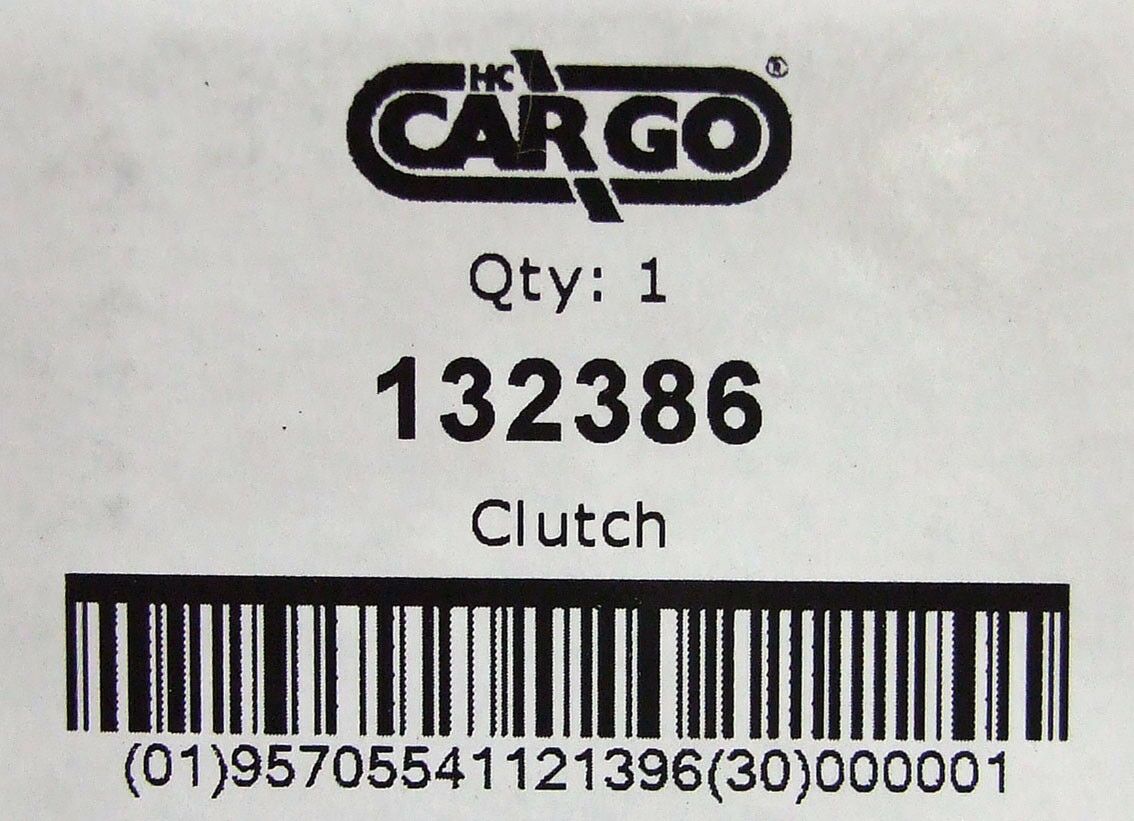 HC
CARGO®
Qty: 1
132386
Clutch
(01)95705541121396(30)000001